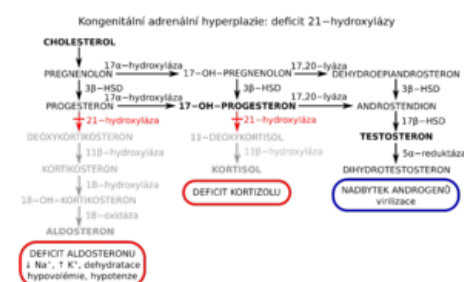 Kongenitální adrenální hyperplazie: deficit 21−hydroxylázy
CHOLESTEROL
PREGNENOLON
17α−hydroxyláza
17−OH−PREGNENOLON
17,20−lyáza
DEHYDROEPIANDROSTERON
3β−HSD
3β−HSD
3β−HSD
PROGESTERON
17α−hydroxyláza
17−OH−PROGESTERON
17,20−lyáza
ANDROSTENDION
21−hydroxyláza
21−hydroxyláza
17β−HSD
DEOXYKORTIKOSTERON
11−DEOXYKORTISOL
TESTOSTERON
11β−hydroxyláza
11β−hydroxyláza
5α−reduktáza
KORTIKOSTERON
KORTISOL
DIHYDROTESTOSTERON
18−hydroxyláza
18−OH−KORTIKOSTERON
18−oxidáza
ALDOSTERON
DEFICIT KORTIZOLU
NADBYTEK ANDROGENŮ
virilizace
DEFICIT ALDOSTERONU
↓ Na⁺, ↑ K⁺, dehydratace
hypovolémie, hypotenze